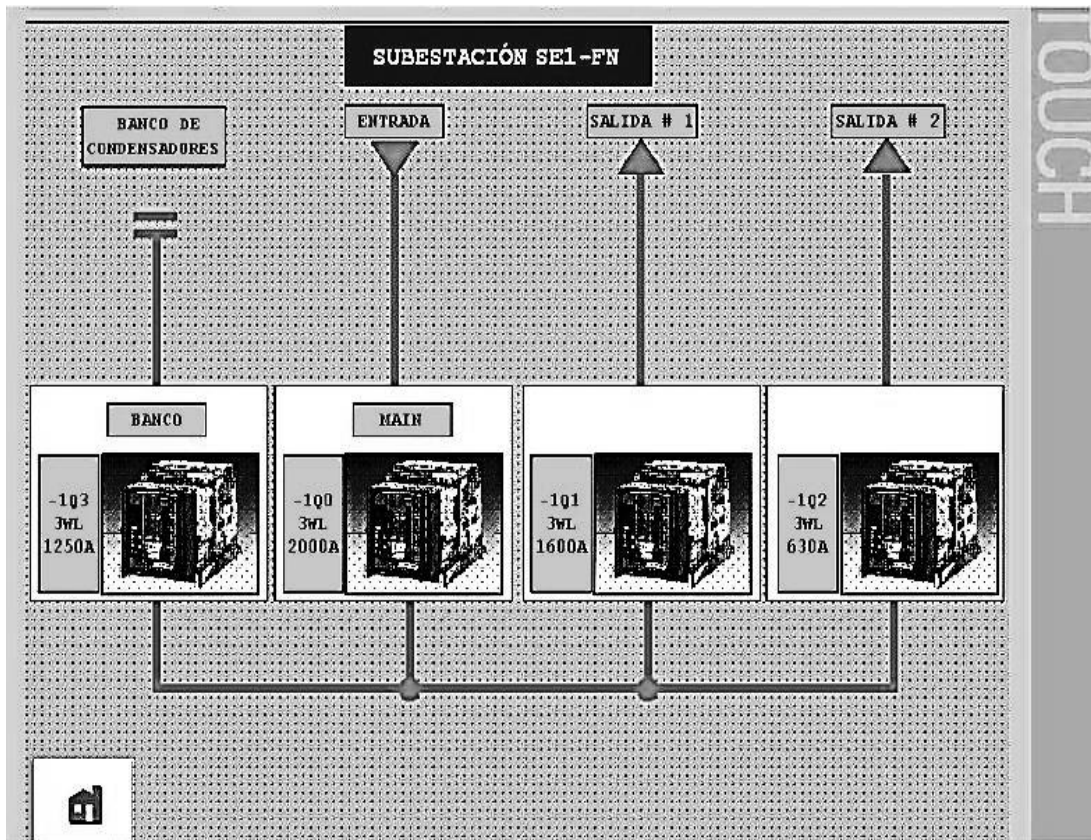 SUBESTACIÓN SE1-FN
BANCO DE
CONDENSADORES
ENTRADA
SALIDA # 1
SALIDA # 2
BANCO
MAIN
-1Q3
3WL
1250A
-1Q0
3WL
2000A
-1Q1
3WL
1600A
-1Q2
3WL
630A
TOUCH